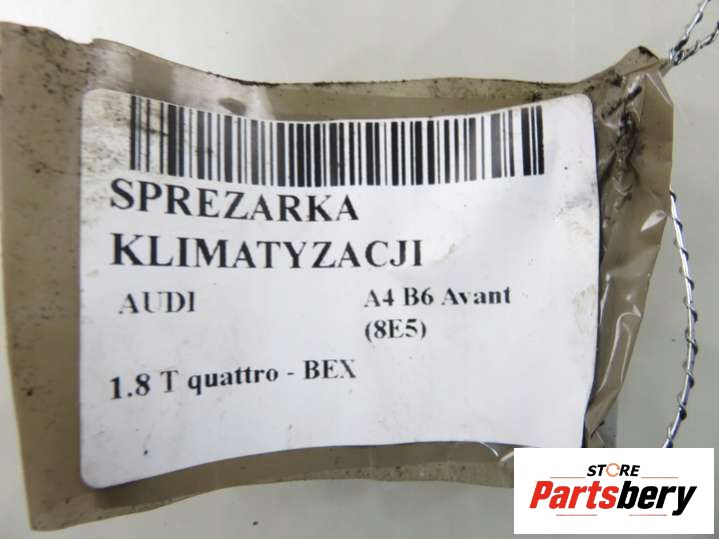 SPREZARKA
KLIMATYZACJI
AUDI
A4 B6 Avant
(8E5)
1.8 T quattro - BEX
STORE
Partsbery